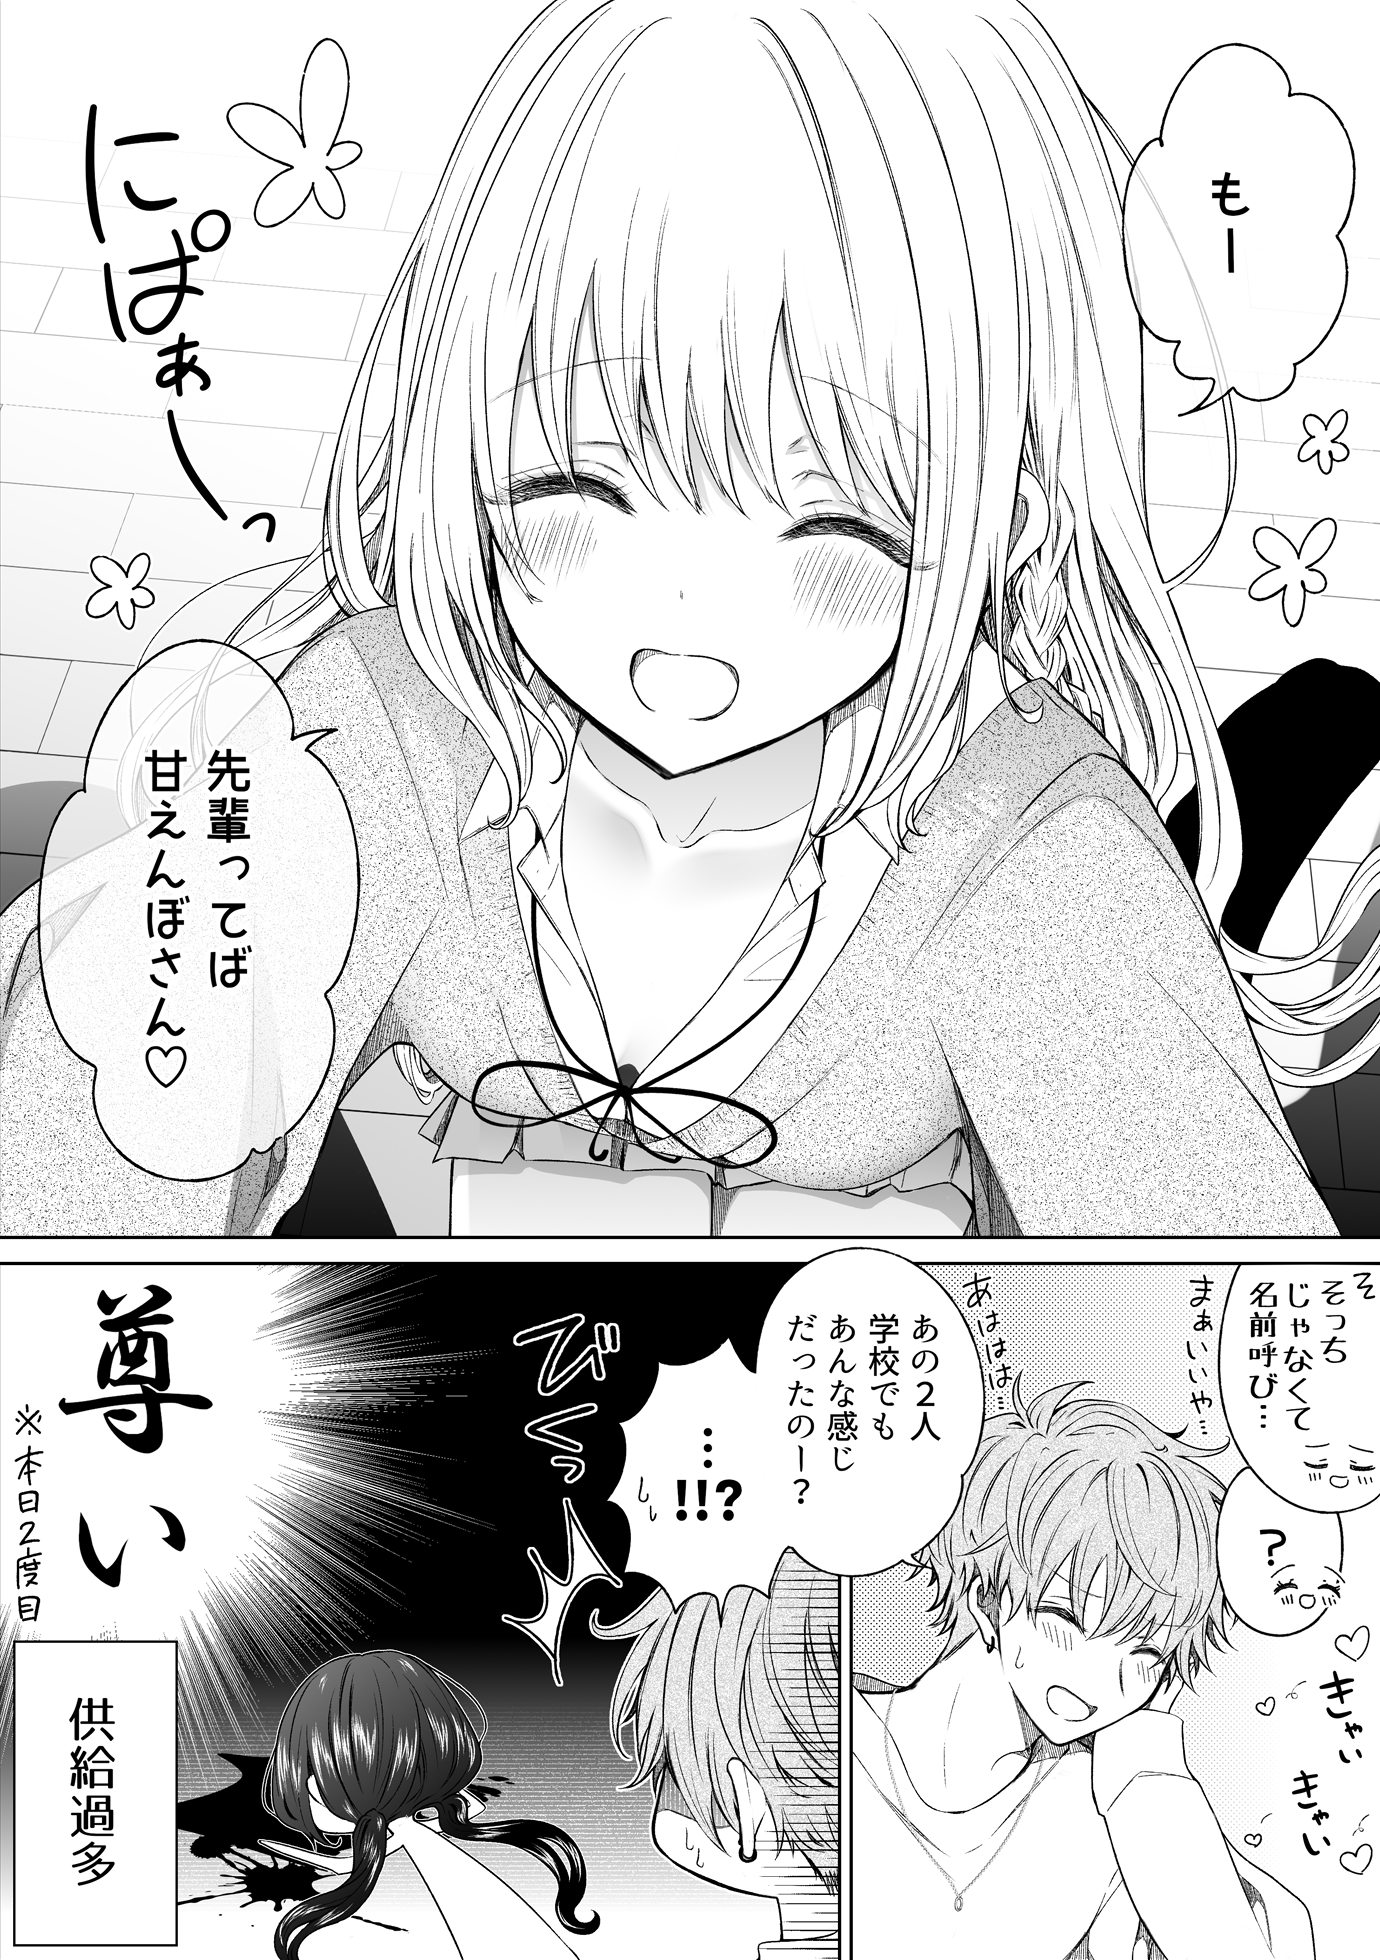 もー
にぱぁーっ
先輩ってば
甘えんぼさん♡
そ
そっち
じゃなくて
名前呼び…
?
まぁいいや…
あははは…
きゃい
きゃい
あの2人
学校でも
あんな感じ
だったのー?
…!!?
びくっ
尊い
※本日2度目
供給過多